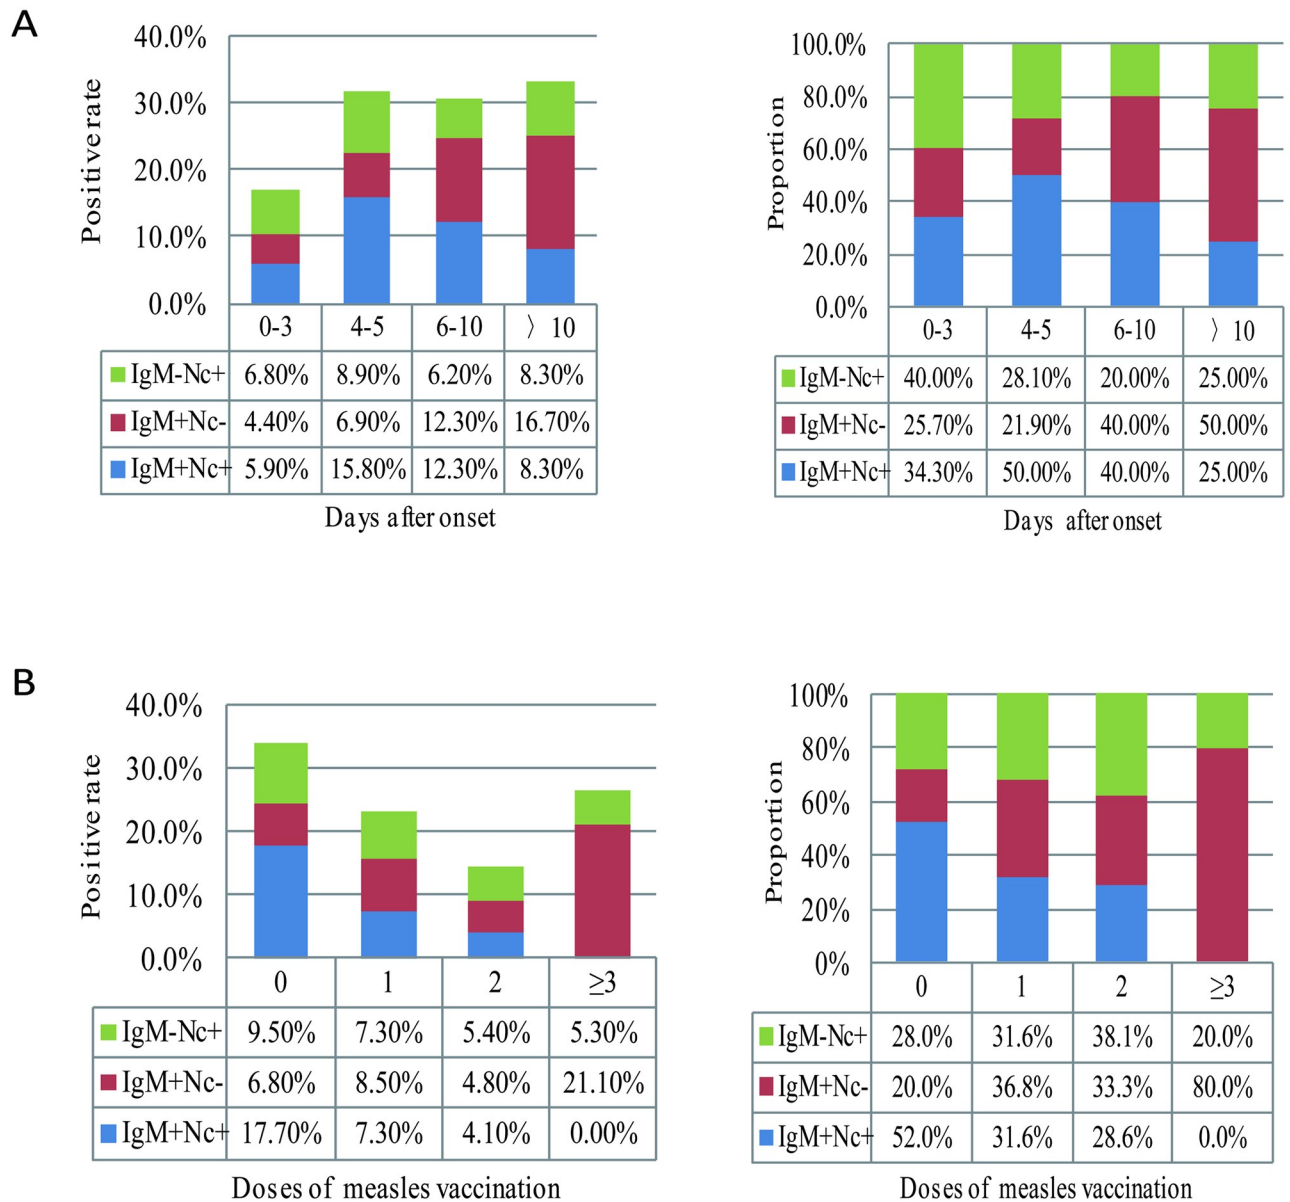 A
Positive rate
40.0%
30.0%
20.0%
10.0%
0.0%
0-3 4-5 6-10 〉10
IgM-Nc+ 6.80% 8.90% 6.20% 8.30%
IgM+Nc- 4.40% 6.90% 12.30% 16.70%
IgM+Nc+ 5.90% 15.80% 12.30% 8.30%
Days after onset
Proportion
100.0%
80.0%
60.0%
40.0%
20.0%
0.0%
0-3 4-5 6-10 〉10
IgM-Nc+ 40.00% 28.10% 20.00% 25.00%
IgM+Nc- 25.70% 21.90% 40.00% 50.00%
IgM+Nc+ 34.30% 50.00% 40.00% 25.00%
Days after onset
B
Positive rate
40.0%
30.0%
20.0%
10.0%
0.0%
0 1 2 ≥3
IgM-Nc+ 9.50% 7.30% 5.40% 5.30%
IgM+Nc- 6.80% 8.50% 4.80% 21.10%
IgM+Nc+ 17.70% 7.30% 4.10% 0.00%
Doses of measles vaccination
Proportion
100%
80%
60%
40%
20%
0%
0 1 2 ≥3
IgM-Nc+ 28.0% 31.6% 38.1% 20.0%
IgM+Nc- 20.0% 36.8% 33.3% 80.0%
IgM+Nc+ 52.0% 31.6% 28.6% 0.0%
Doses of measles vaccination